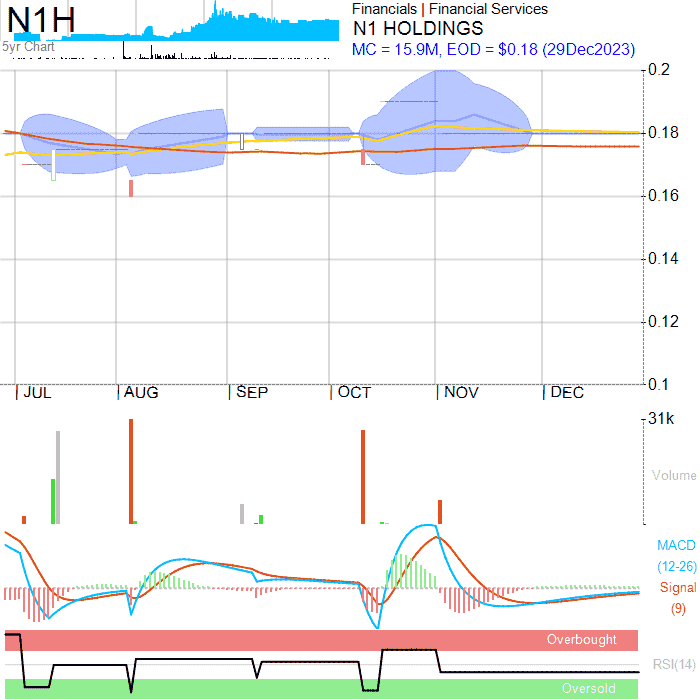 N1H
5yr Chart
Financials | Financial Services
N1 HOLDINGS
MC = 15.9M, EOD = $0.18 (29Dec2023)
0.2
0.18
0.16
0.14
0.12
0.1
JUL AUG SEP OCT NOV DEC
31k
Volume
MACD
(12-26)
Signal
(9)
Overbought
RSI(14)
Oversold